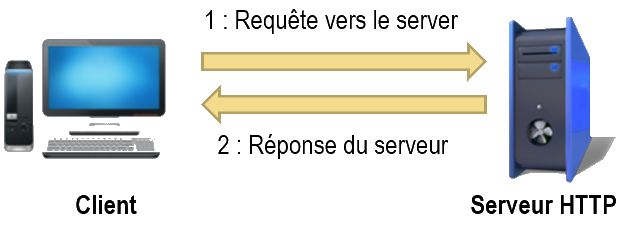 1 : Requête vers le server
2 : Réponse du serveur
Client
Serveur HTTP